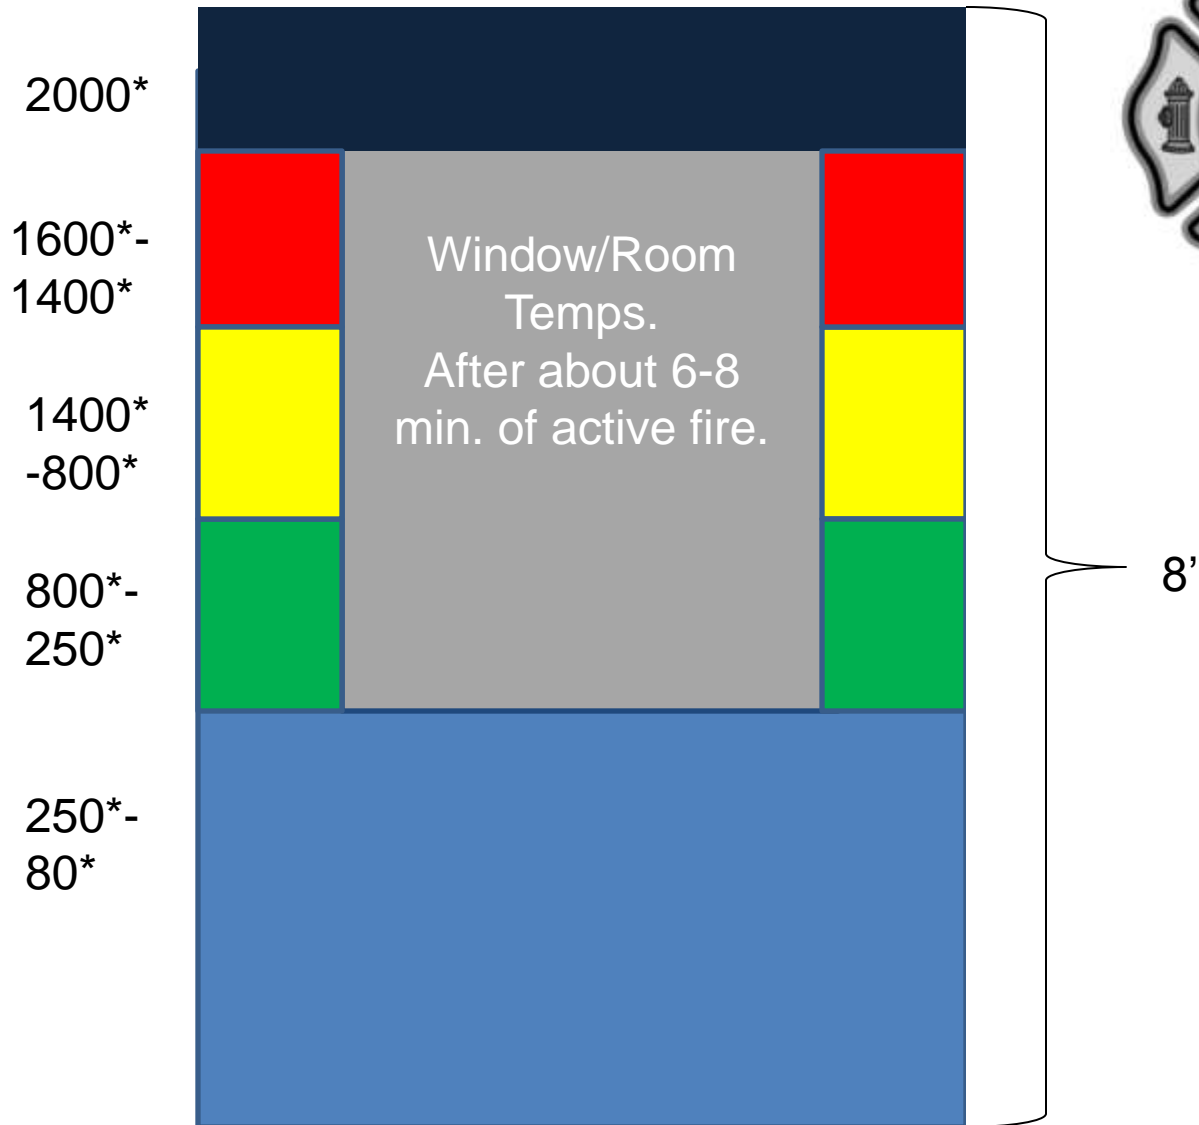 2000*
1600*-
1400*
Window/Room
Temps.
After about 6-8
min. of active fire.
1400*
-800*
8’
800*-
250*
250*-
80*